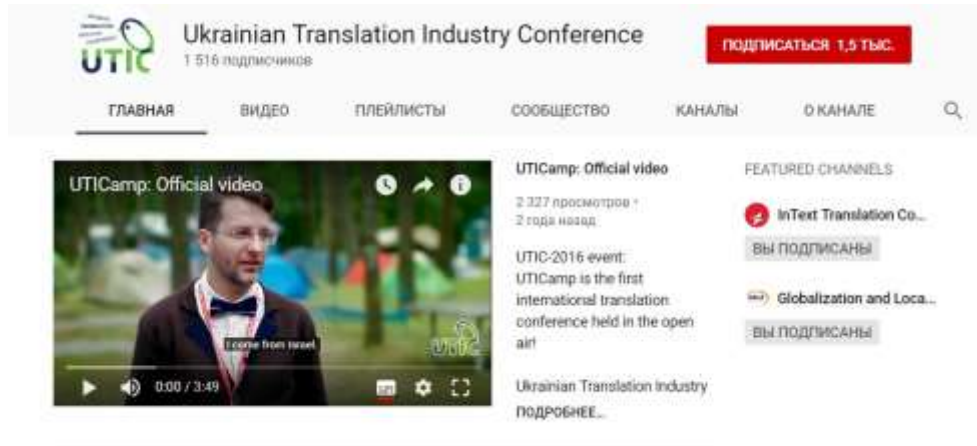 UTIC
Ukrainian Translation Industry Conference
1 516 подписчиков
ПОДПИСАТЬСЯ 1,5 ТЫС.
ГЛАВНАЯ ВИДЕО ПЛЕЙЛИСТЫ СООБЩЕСТВО КАНАЛЫ О КАНАЛЕ
UTICamp: Official video
I come from Israel
UTIC
0:00 / 3:49
UTICamp: Official video
2 327 просмотров •
2 года назад
UTIC-2016 event:
UTICamp is the first
international translation
conference held in the open
air!
Ukrainian Translation Industry
ПОДРОБНЕЕ...
FEATURED CHANNELS
InText Translation Co...
ВЫ ПОДПИСАНЫ
Globalization and Loca...
ВЫ ПОДПИСАНЫ